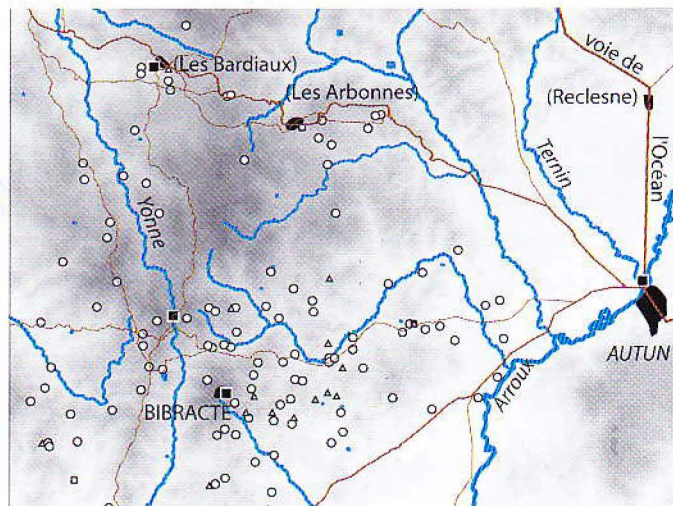 voie de
(Les Bardiaux)
(Les Arbonnes)
(Reclesne)
l'Océan
Ternin
Yonne
AUTUN
Arroux
BIBRACTE